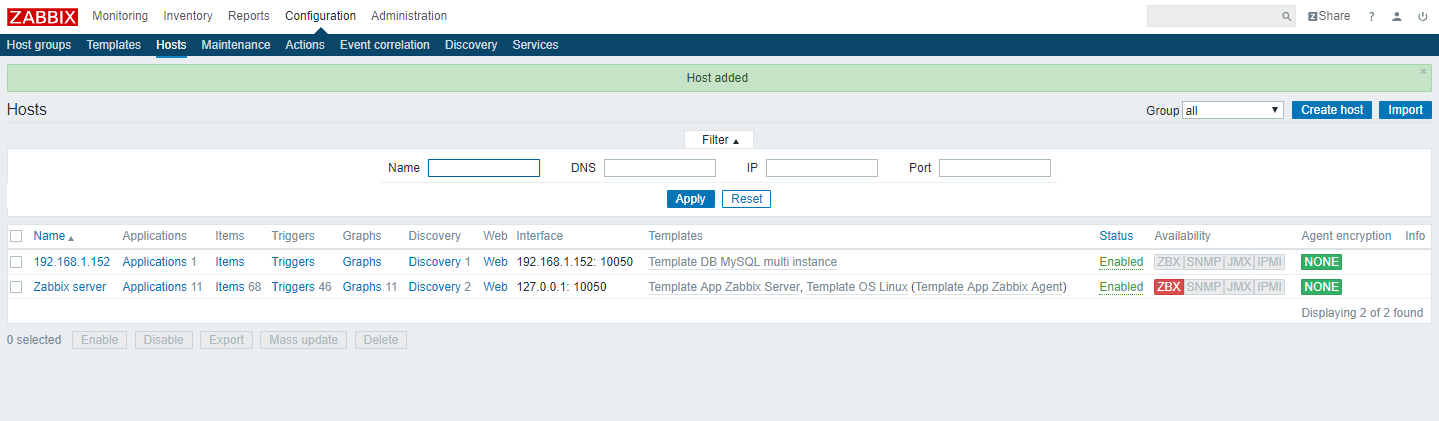 ZABBIX Monitoring Inventory Reports Configuration Administration Z Share ?
Host groups Templates Hosts Maintenance Actions Event correlation Discovery Services
Host added
Hosts Group all Create host Import
Filter ▲
Name DNS IP Port
Apply Reset
Name ▲ Applications Items Triggers Graphs Discovery Web Interface Templates Status Availability Agent encryption Info
192.168.1.152 Applications 1 Items Triggers Graphs Discovery 1 Web 192.168.1.152: 10050 Template DB MySQL multi instance Enabled ZBX SNMP JMX IPMI NONE
Zabbix server Applications 11 Items 68 Triggers 46 Graphs 11 Discovery 2 Web 127.0.0.1: 10050 Template App Zabbix Server, Template OS Linux (Template App Zabbix Agent) Enabled ZBX SNMP JMX IPMI NONE
Displaying 2 of 2 found
0 selected Enable Disable Export Mass update Delete